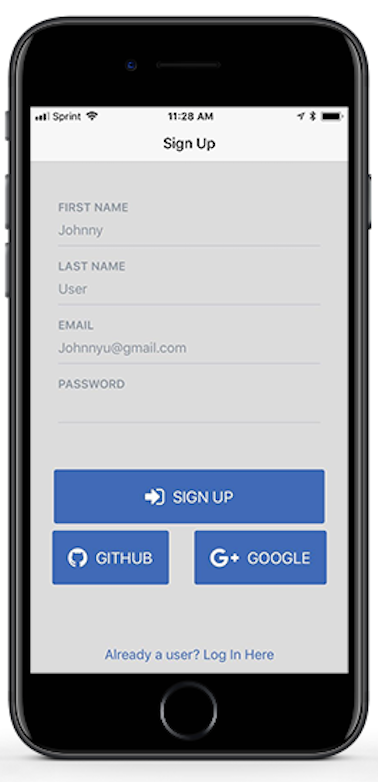 Sprint 11:28 AM
Sign Up
FIRST NAME
Johnny
LAST NAME
User
EMAIL
Johnnyu@gmail.com
PASSWORD
SIGN UP
GITHUB G+ GOOGLE
Already a user? Log In Here